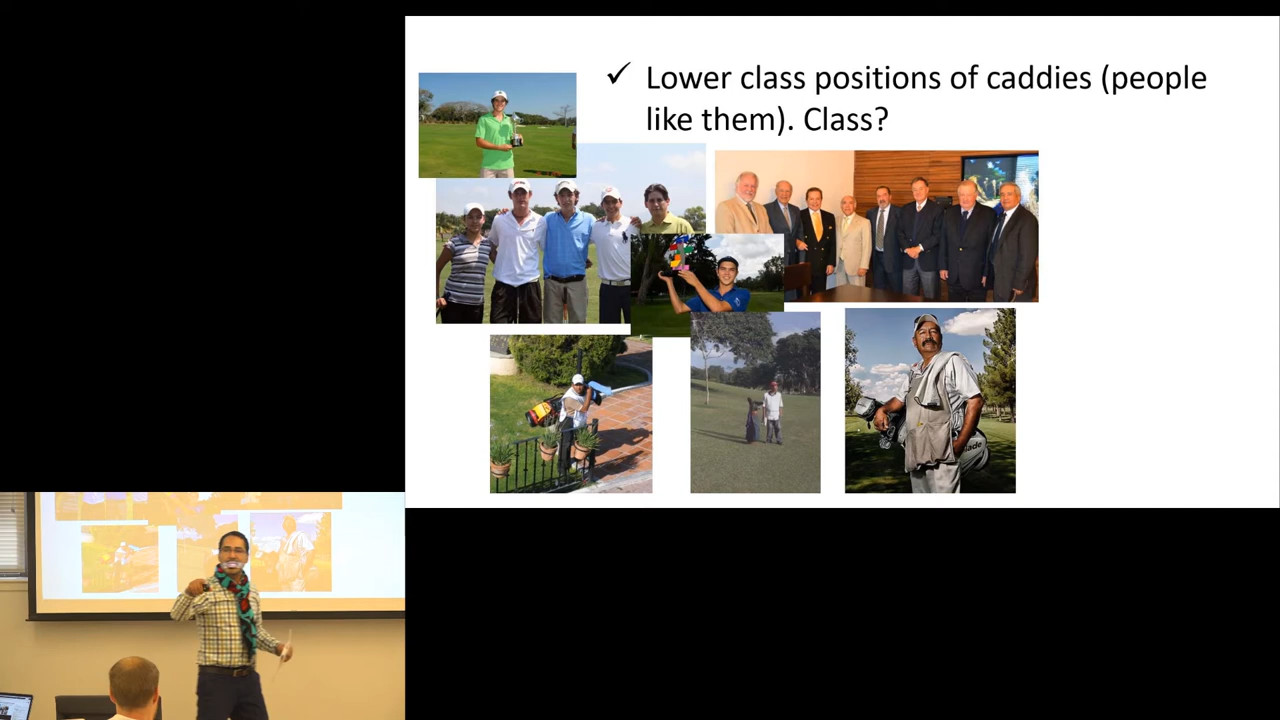 ✓ Lower class positions of caddies (people
like them). Class?